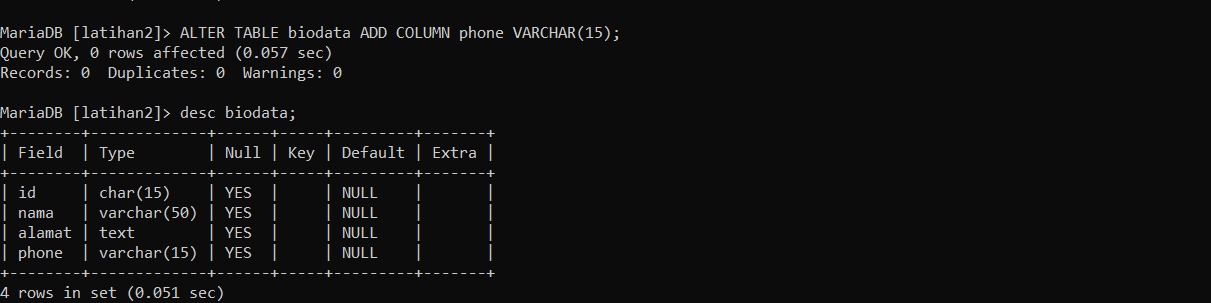 MariaDB [latihan2]> ALTER TABLE biodata ADD COLUMN phone VARCHAR(15);
Query OK, 0 rows affected (0.057 sec)
Records: 0  Duplicates: 0  Warnings: 0
MariaDB [latihan2]> desc biodata;
+--------+-------------+------+-----+---------+-------+
| Field  | Type        | Null | Key | Default | Extra |
+--------+-------------+------+-----+---------+-------+
| id     | char(15)    | YES  |     | NULL    |       |
| nama   | varchar(50) | YES  |     | NULL    |       |
| alamat | text        | YES  |     | NULL    |       |
| phone  | varchar(15) | YES  |     | NULL    |       |
+--------+-------------+------+-----+---------+-------+
4 rows in set (0.051 sec)